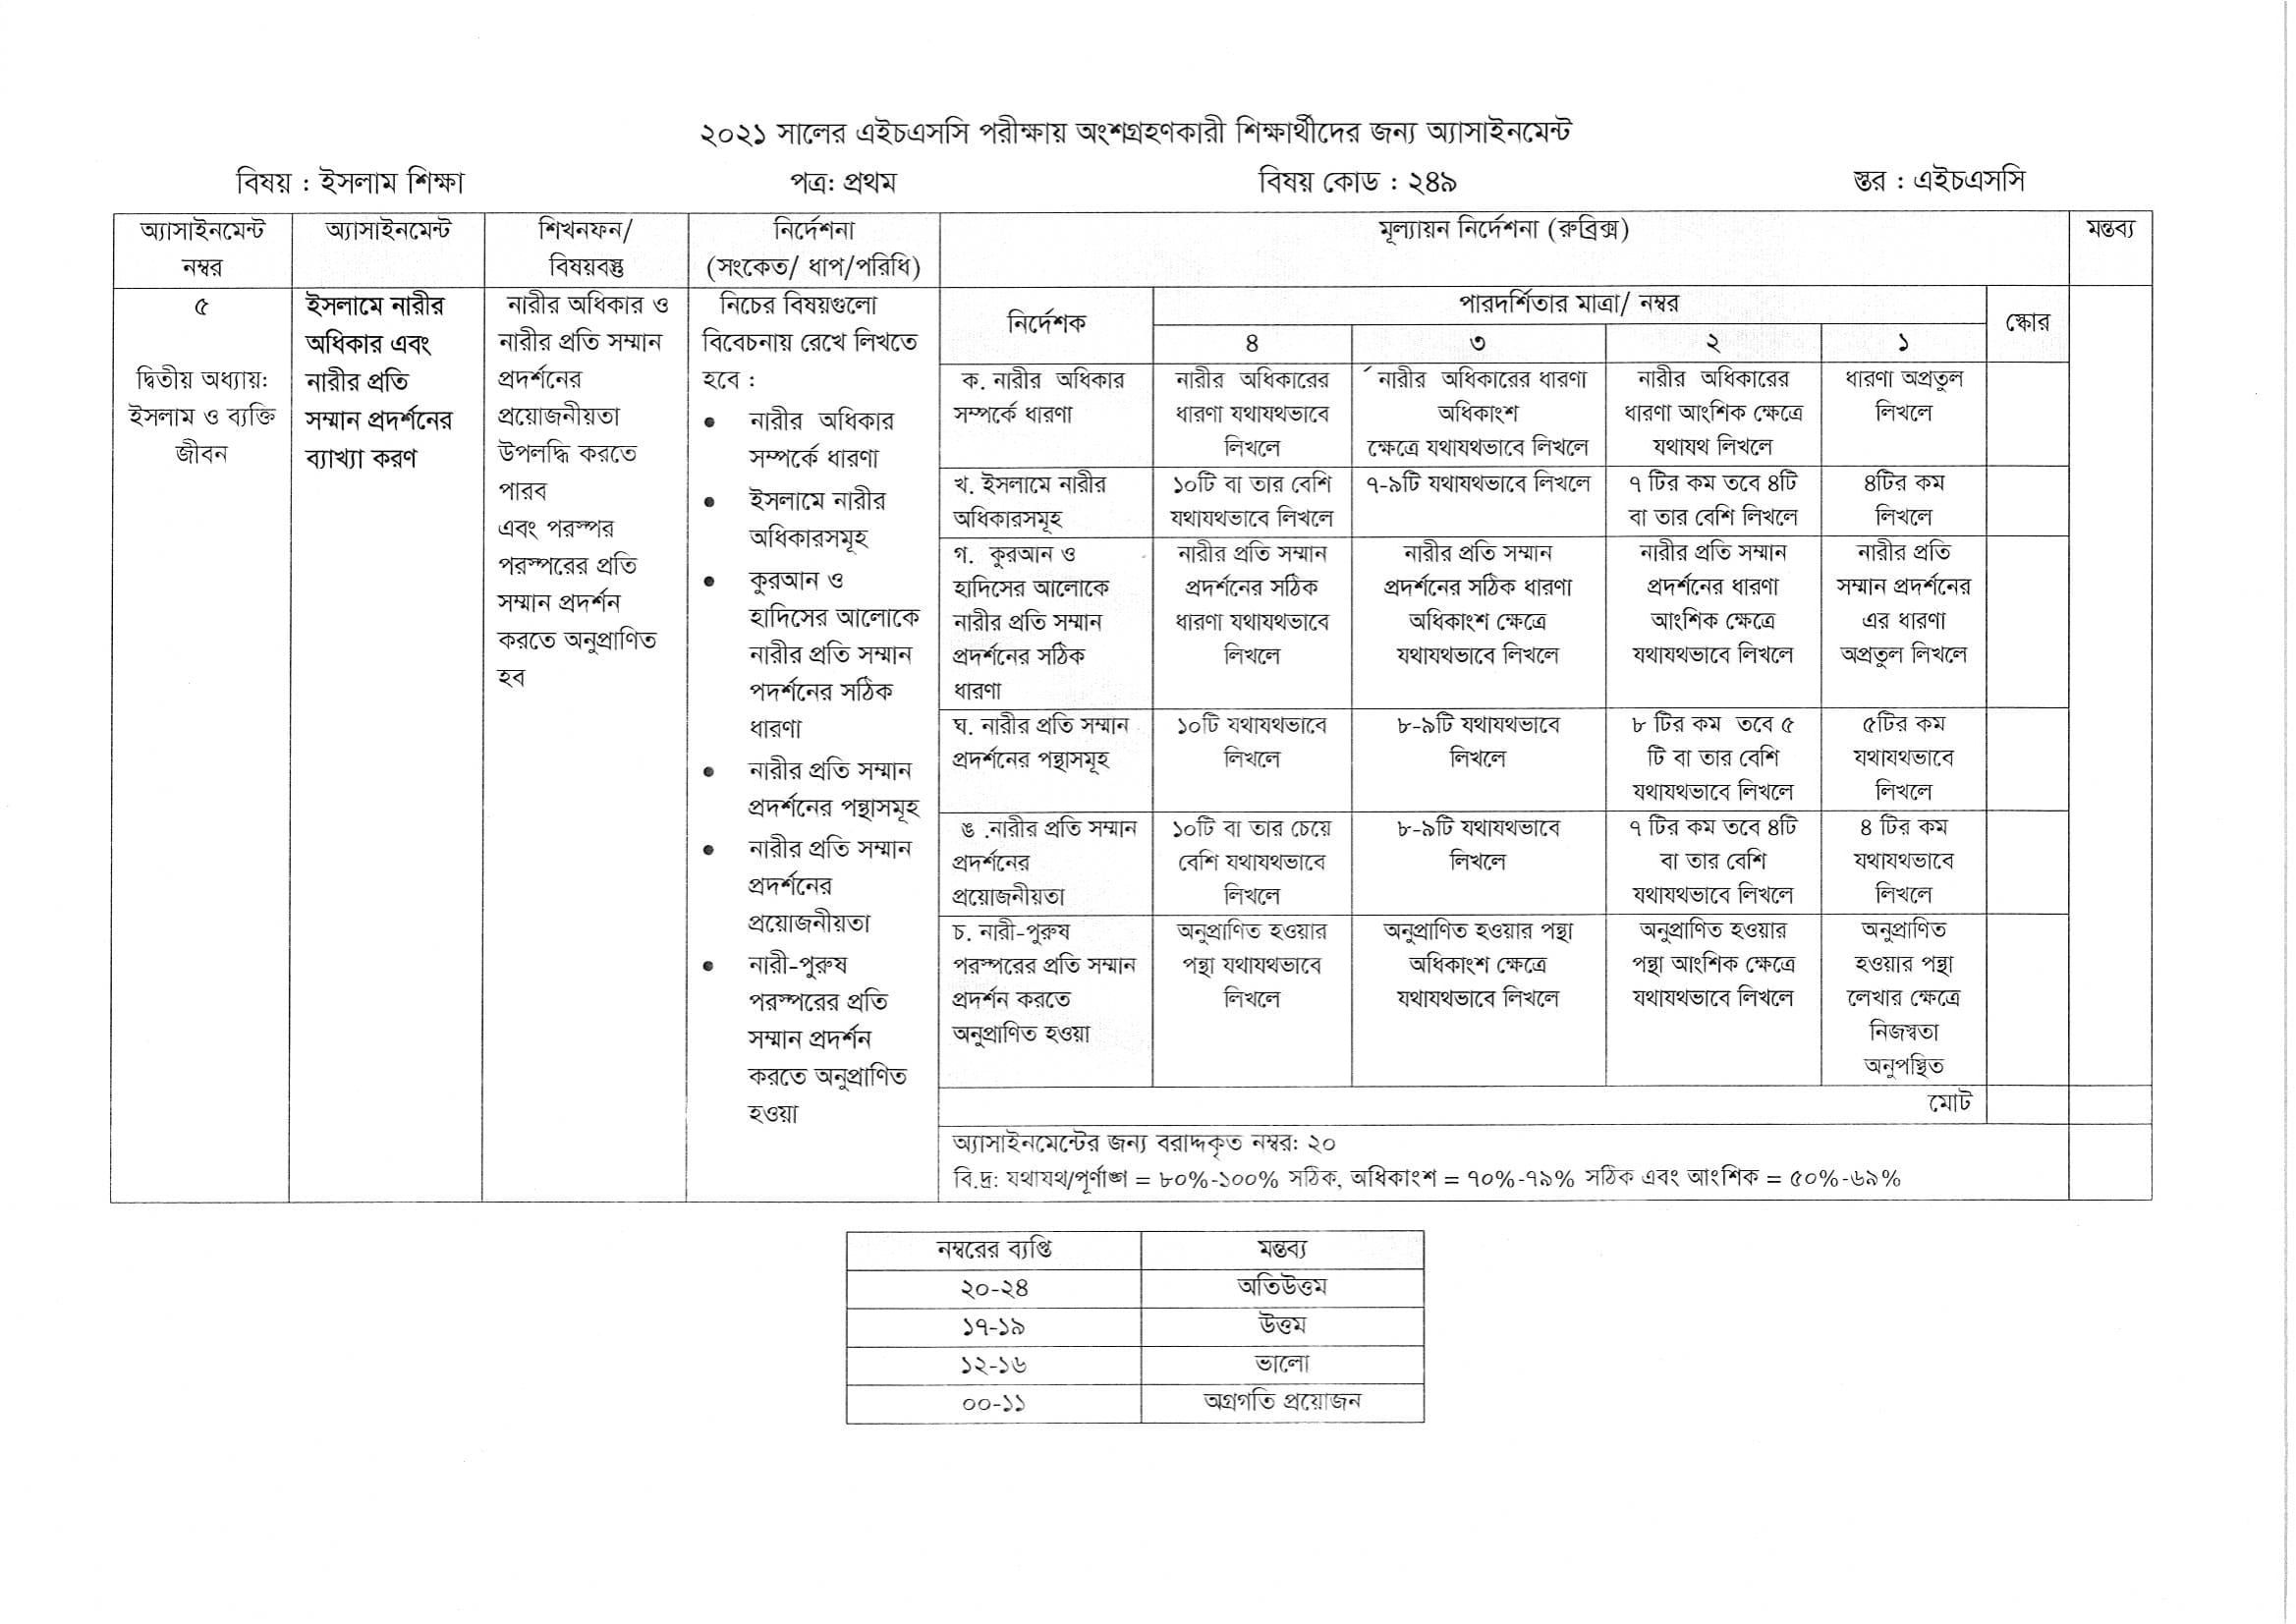 ২০২১ সালের এইচএসসি পরীক্ষায় অংশগ্রহণকারী শিক্ষার্থীদের জন্য অ্যাসাইনমেন্ট
বিষয় : ইসলাম শিক্ষা পত্র: প্রথম বিষয় কোড : ২৪৯ স্তর : এইচএসসি
অ্যাসাইনমেন্ট
নম্বর
অ্যাসাইনমেন্ট
শিখনফন/
বিষয়বস্তু
নির্দেশনা
(সংকেত/ ধাপ/পরিধি)
মূল্যায়ন নির্দেশনা (রুব্রিক্স)
মন্তব্য
৫
দ্বিতীয় অধ্যায়:
ইসলাম ও ব্যক্তি
জীবন
ইসলামে নারীর
অধিকার এবং
নারীর প্রতি
সম্মান প্রদর্শনের
ব্যাখ্যা করণ
নারীর অধিকার ও
নারীর প্রতি সম্মান
প্রদর্শনের
প্রয়োজনীয়তা
উপলদ্ধি করতে
পারব
এবং পরস্পর
পরস্পরের প্রতি
সম্মান প্রদর্শন
করতে অনুপ্রাণিত
হব
নিচের বিষয়গুলো
বিবেচনায় রেখে লিখতে
হবে :
• নারীর অধিকার
সম্পর্কে ধারণা
• ইসলামে নারীর
অধিকারসমূহ
• কুরআন ও
হাদিসের আলোকে
নারীর প্রতি সম্মান
পদর্শনের সঠিক
ধারণা
• নারীর প্রতি সম্মান
প্রদর্শনের পন্থাসমূহ
• নারীর প্রতি সম্মান
প্রদর্শনের
প্রয়োজনীয়তা
• নারী-পুরুষ
পরস্পরের প্রতি
সম্মান প্রদর্শন
করতে অনুপ্রাণিত
হওয়া
নির্দেশক
পারদর্শিতার মাত্রা/ নম্বর
স্কোর
৪ ৩ ২ ১
ক. নারীর অধিকার
সম্পর্কে ধারণা
নারীর অধিকারের
ধারণা যথাযথভাবে
লিখলে
নারীর অধিকারের ধারণা
অধিকাংশ
ক্ষেত্রে যথাযথভাবে লিখলে
নারীর অধিকারের
ধারণা আংশিক ক্ষেত্রে
যথাযথ লিখলে
ধারণা অপ্রতুল
লিখলে
খ. ইসলামে নারীর
অধিকারসমূহ
১০টি বা তার বেশি
যথাযথভাবে লিখলে
৭-৯টি যথাযথভাবে লিখলে
৭ টির কম তবে ৪টি
বা তার বেশি লিখলে
৪টির কম
লিখলে
গ. কুরআন ও
হাদিসের আলোকে
নারীর প্রতি সম্মান
প্রদর্শনের সঠিক
ধারণা
নারীর প্রতি সম্মান
প্রদর্শনের সঠিক
ধারণা যথাযথভাবে
লিখলে
নারীর প্রতি সম্মান
প্রদর্শনের সঠিক ধারণা
অধিকাংশ ক্ষেত্রে
যথাযথভাবে লিখলে
নারীর প্রতি সম্মান
প্রদর্শনের ধারণা
আংশিক ক্ষেত্রে
যথাযথভাবে লিখলে
নারীর প্রতি
সম্মান প্রদর্শনের
এর ধারণা
অপ্রতুল লিখলে
ঘ. নারীর প্রতি সম্মান
প্রদর্শনের পন্থাসমূহ
১০টি যথাযথভাবে
লিখলে
৮-৯টি যথাযথভাবে
লিখলে
৮ টির কম তবে ৫
টি বা তার বেশি
যথাযথভাবে লিখলে
৫টির কম
যথাযথভাবে
লিখলে
ঙ .নারীর প্রতি সম্মান
প্রদর্শনের
প্রয়োজনীয়তা
১০টি বা তার চেয়ে
বেশি যথাযথভাবে
লিখলে
৮-৯টি যথাযথভাবে
লিখলে
৭ টির কম তবে ৪টি
বা তার বেশি
যথাযথভাবে লিখলে
৪ টির কম
যথাযথভাবে
লিখলে
চ. নারী-পুরুষ
পরস্পরের প্রতি সম্মান
প্রদর্শন করতে
অনুপ্রাণিত হওয়া
অনুপ্রাণিত হওয়ার
পন্থা যথাযথভাবে
লিখলে
অনুপ্রাণিত হওয়ার পন্থা
অধিকাংশ ক্ষেত্রে
যথাযথভাবে লিখলে
অনুপ্রাণিত হওয়ার
পন্থা আংশিক ক্ষেত্রে
যথাযথভাবে লিখলে
অনুপ্রাণিত
হওয়ার পন্থা
লেখার ক্ষেত্রে
নিজস্বতা
অনুপস্থিত
মোট
অ্যাসাইনমেন্টের জন্য বরাদ্দকৃত নম্বর: ২০
বি.দ্র: যথাযথ/পূর্ণাঙ্গ = ৮০%-১০০% সঠিক, অধিকাংশ = ৭০%-৭৯% সঠিক এবং আংশিক = ৫০%-৬৯%
নম্বরের ব্যপ্তি মন্তব্য
২০-২৪ অতিউত্তম
১৭-১৯ উত্তম
১২-১৬ ভালো
০০-১১ অগ্রগতি প্রয়োজন